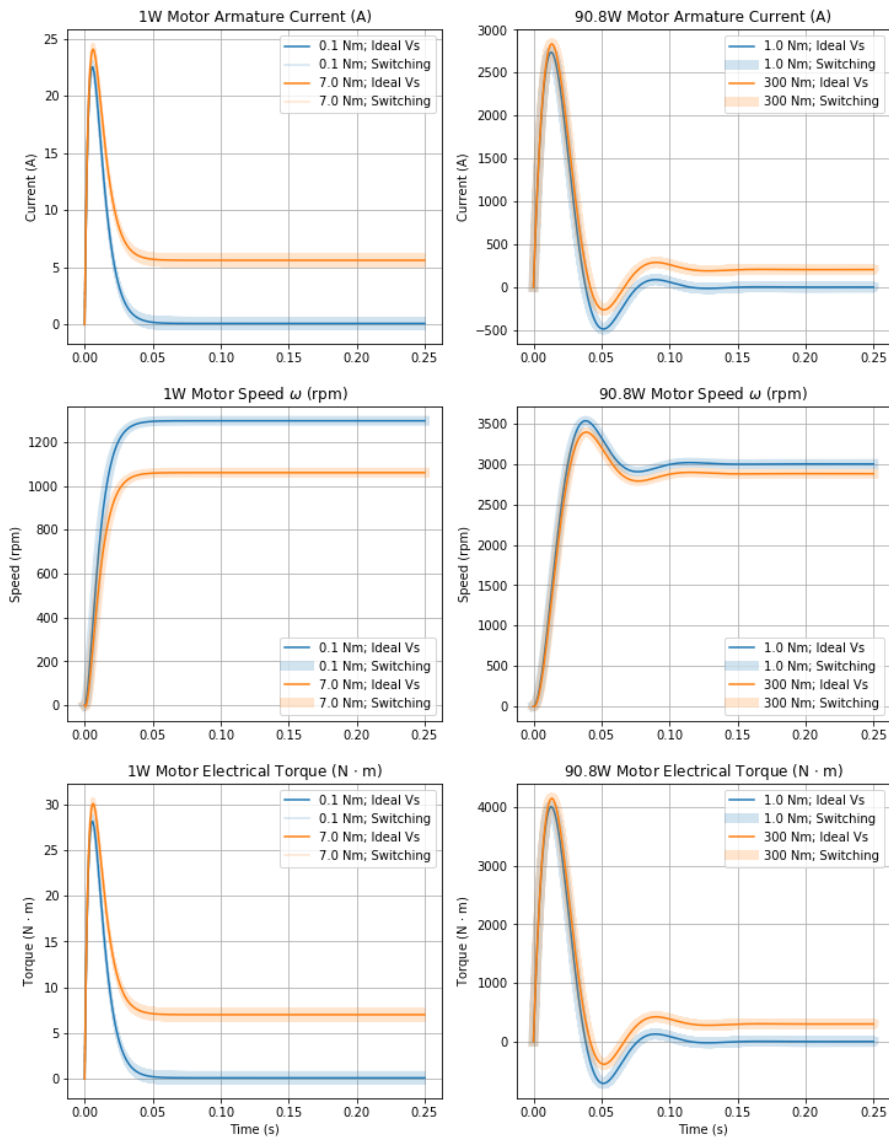 1W Motor Armature Current (A)
Current (A)
25
20
15
10
5
0
0.1 Nm; Ideal Vs
0.1 Nm; Switching
7.0 Nm; Ideal Vs
7.0 Nm; Switching
0.00 0.05 0.10 0.15 0.20 0.25
90.8W Motor Armature Current (A)
Current (A)
3000
2500
2000
1500
1000
500
0
−500
1.0 Nm; Ideal Vs
1.0 Nm; Switching
300 Nm; Ideal Vs
300 Nm; Switching
0.00 0.05 0.10 0.15 0.20 0.25
1W Motor Speed ω (rpm)
Speed (rpm)
1200
1000
800
600
400
200
0
0.1 Nm; Ideal Vs
0.1 Nm; Switching
7.0 Nm; Ideal Vs
7.0 Nm; Switching
0.00 0.05 0.10 0.15 0.20 0.25
90.8W Motor Speed ω (rpm)
Speed (rpm)
3500
3000
2500
2000
1500
1000
500
0
1.0 Nm; Ideal Vs
1.0 Nm; Switching
300 Nm; Ideal Vs
300 Nm; Switching
0.00 0.05 0.10 0.15 0.20 0.25
1W Motor Electrical Torque (N · m)
Torque (N · m)
30
25
20
15
10
5
0
0.1 Nm; Ideal Vs
0.1 Nm; Switching
7.0 Nm; Ideal Vs
7.0 Nm; Switching
0.00 0.05 0.10 0.15 0.20 0.25
Time (s)
90.8W Motor Electrical Torque (N · m)
Torque (N · m)
4000
3000
2000
1000
0
1.0 Nm; Ideal Vs
1.0 Nm; Switching
300 Nm; Ideal Vs
300 Nm; Switching
0.00 0.05 0.10 0.15 0.20 0.25
Time (s)